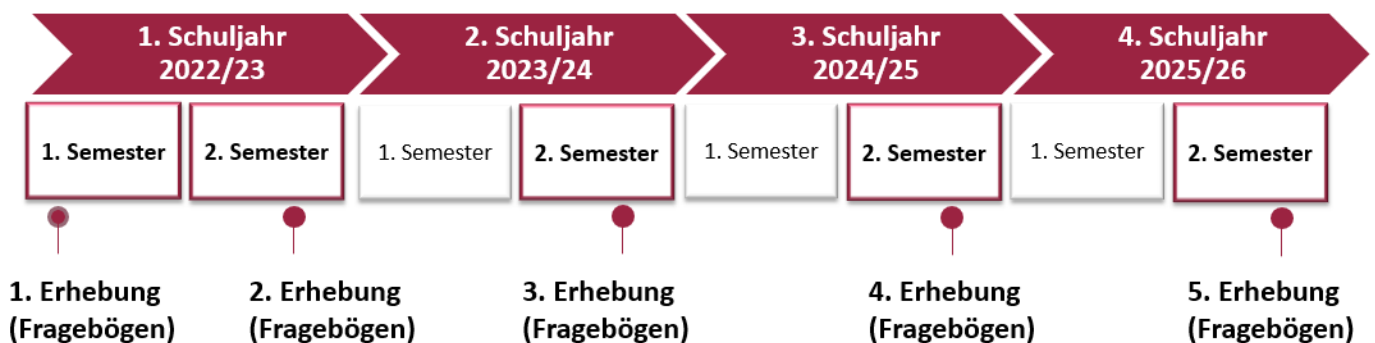 1. Schuljahr
2022/23
2. Schuljahr
2023/24
3. Schuljahr
2024/25
4. Schuljahr
2025/26
1. Semester
2. Semester
1. Semester
2. Semester
1. Semester
2. Semester
1. Semester
2. Semester
1. Erhebung
(Fragebögen)
2. Erhebung
(Fragebögen)
3. Erhebung
(Fragebögen)
4. Erhebung
(Fragebögen)
5. Erhebung
(Fragebögen)